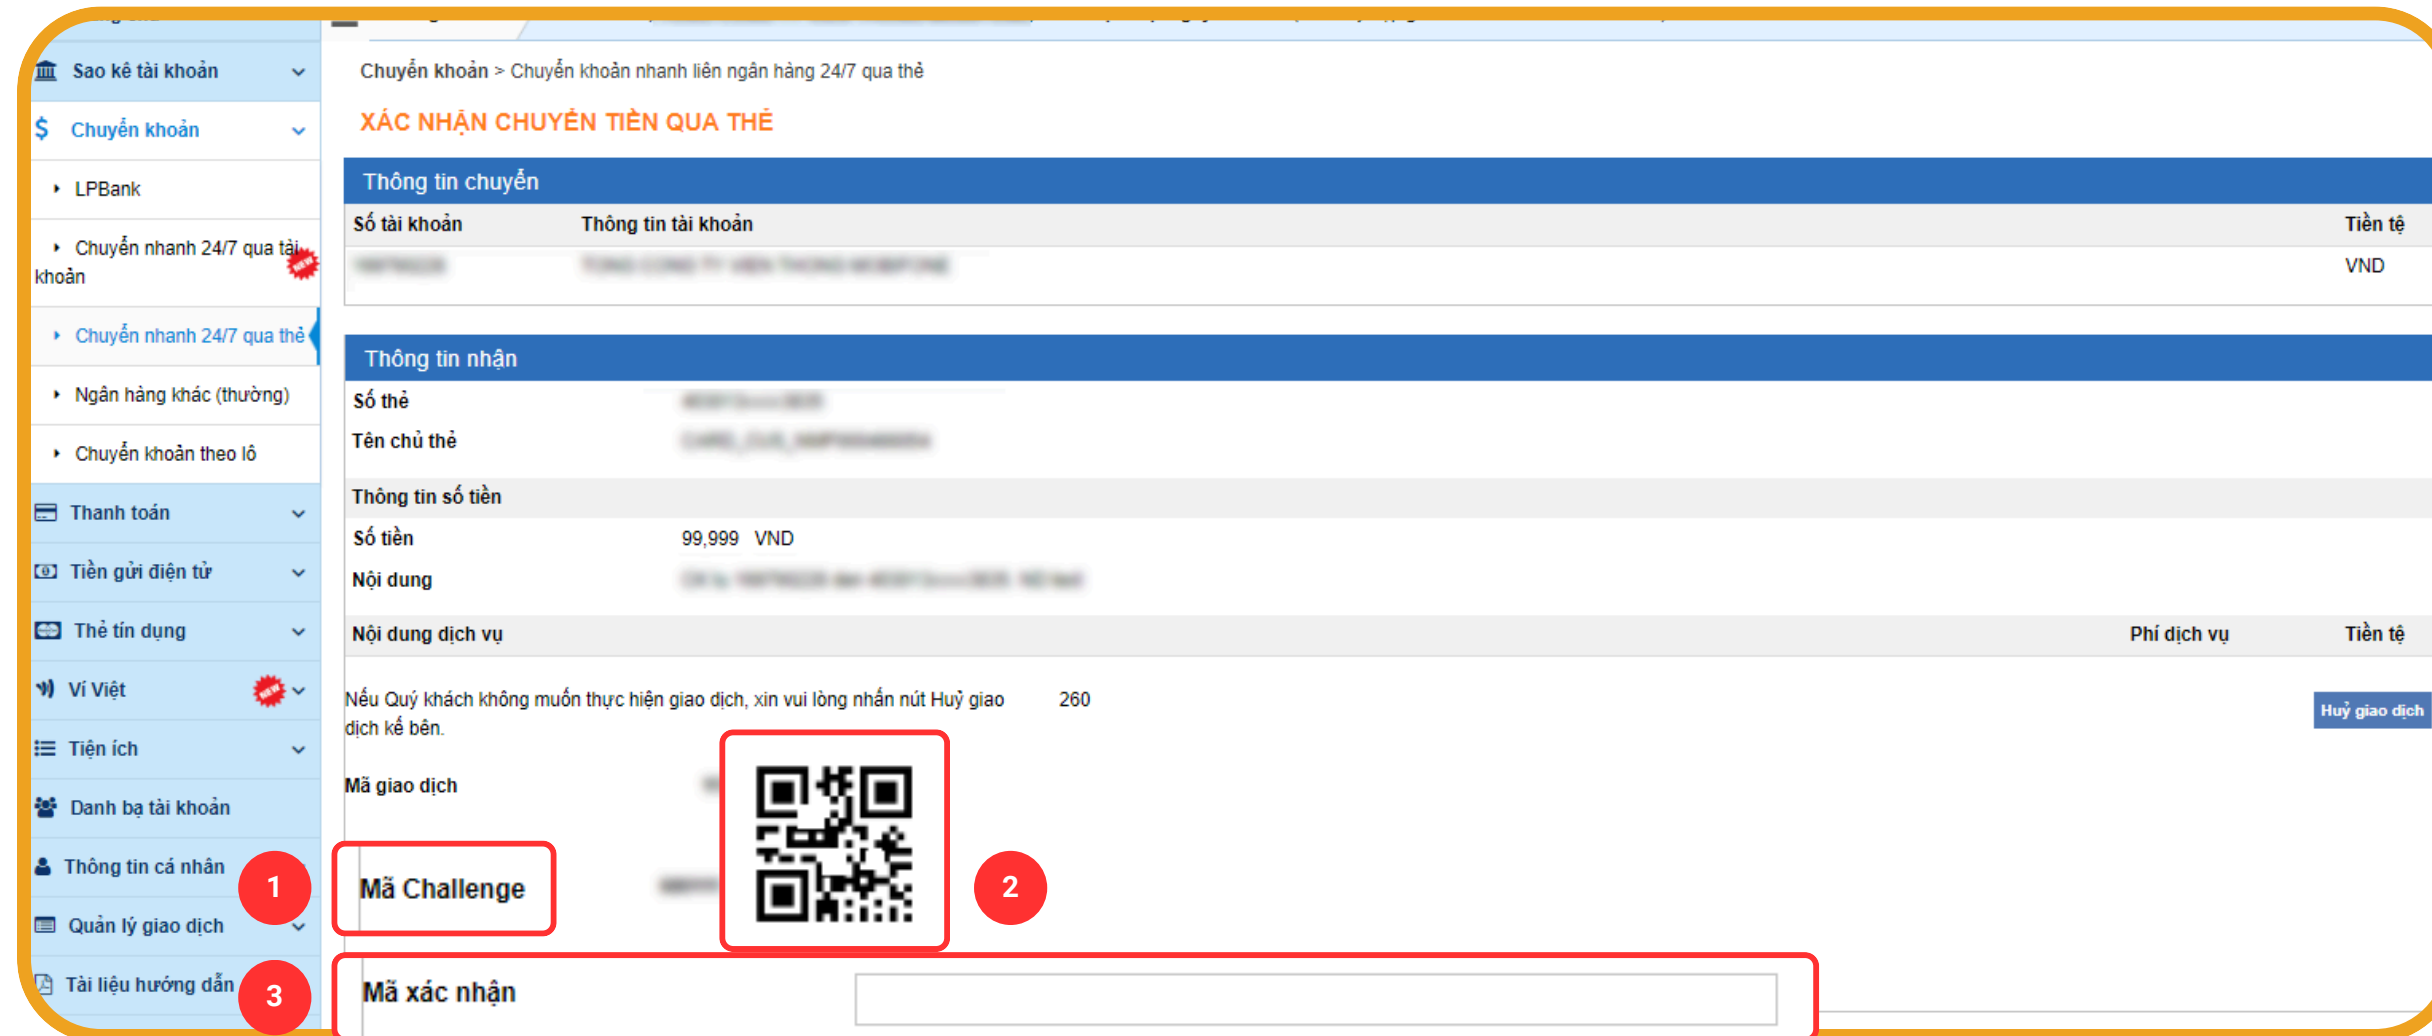 Sao kê tài khoản
Chuyển khoản
LPBank
Chuyển nhanh 24/7 qua tài
khoản
Chuyển nhanh 24/7 qua thẻ
Ngân hàng khác (thường)
Chuyển khoản theo lô
Thanh toán
Tiền gửi điện tử
Thẻ tín dụng
Ví Việt
NEW
Tiện ích
Danh bạ tài khoản
Thông tin cá nhân
Quản lý giao dịch
Tài liệu hướng dẫn
Chuyển khoản > Chuyển khoản nhanh liên ngân hàng 24/7 qua thẻ
XÁC NHẬN CHUYỂN TIỀN QUA THẺ
Thông tin chuyển
Số tài khoản Thông tin tài khoản Tiền tệ
VND
Thông tin nhận
Số thẻ
Tên chủ thẻ
Thông tin số tiền
Số tiền 99,999 VND
Nội dung
Nội dung dịch vụ Phí dịch vụ Tiền tệ
Nếu Quý khách không muốn thực hiện giao dịch, xin vui lòng nhấn nút Huỷ giao 260 Huỷ giao dịch
dịch kế bên.
Mã giao dịch
1 Mã Challenge 2
3 Mã xác nhận